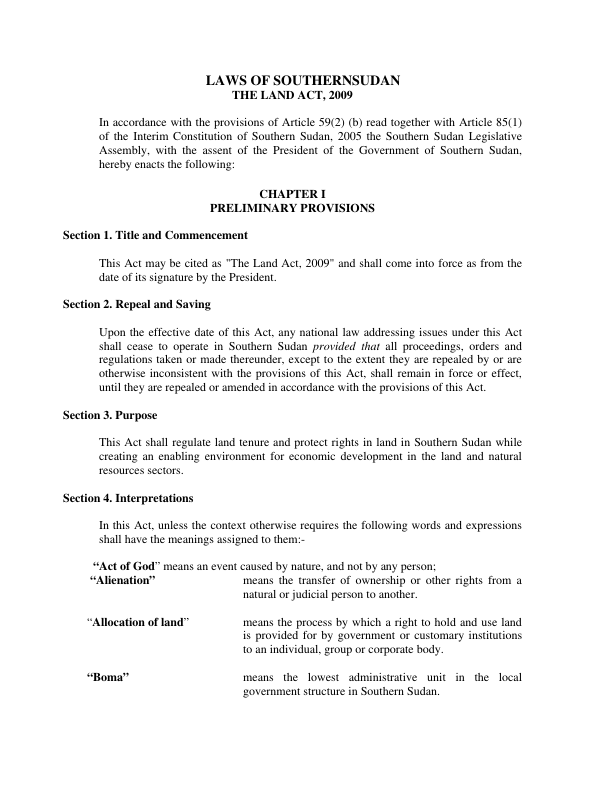 LAWS OF SOUTHERNSUDAN
THE LAND ACT, 2009
In accordance with the provisions of Article 59(2) (b) read together with Article 85(1)
of the Interim Constitution of Southern Sudan, 2005 the Southern Sudan Legislative
Assembly, with the assent of the President of the Government of Southern Sudan,
hereby enacts the following:
CHAPTER I
PRELIMINARY PROVISIONS
Section 1. Title and Commencement
This Act may be cited as "The Land Act, 2009" and shall come into force as from the
date of its signature by the President.
Section 2. Repeal and Saving
Upon the effective date of this Act, any national law addressing issues under this Act
shall cease to operate in Southern Sudan provided that all proceedings, orders and
regulations taken or made thereunder, except to the extent they are repealed by or are
otherwise inconsistent with the provisions of this Act, shall remain in force or effect,
until they are repealed or amended in accordance with the provisions of this Act.
Section 3. Purpose
This Act shall regulate land tenure and protect rights in land in Southern Sudan while
creating an enabling environment for economic development in the land and natural
resources sectors.
Section 4. Interpretations
In this Act, unless the context otherwise requires the following words and expressions
shall have the meanings assigned to them:-
“Act of God” means an event caused by nature, and not by any person;
“Alienation” means the transfer of ownership or other rights from a
natural or judicial person to another.
“Allocation of land” means the process by which a right to hold and use land
is provided for by government or customary institutions
to an individual, group or corporate body.
“Boma” means the lowest administrative unit in the local
government structure in Southern Sudan.